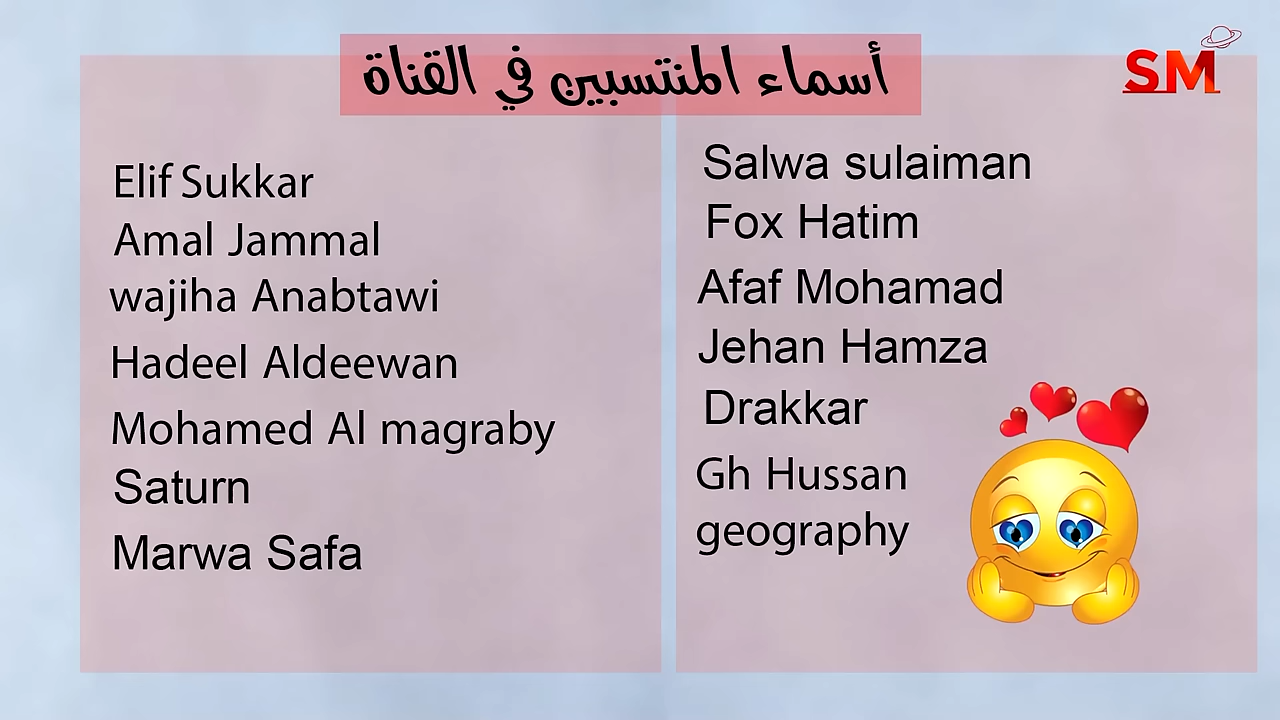 أسماء المنتسبين في القناة
SM
Elif Sukkar
Amal Jammal
wajiha Anabtawi
Hadeel Aldeewan
Mohamed Al magraby
Saturn
Marwa Safa
Salwa sulaiman
Fox Hatim
Afaf Mohamad
Jehan Hamza
Drakkar
Gh Hussan
geography